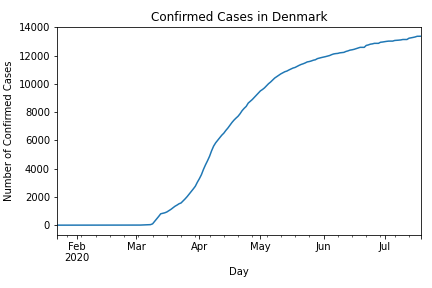 Confirmed Cases in Denmark
Number of Confirmed Cases
14000
12000
10000
8000
6000
4000
2000
0
Feb Mar Apr May Jun Jul
2020
Day